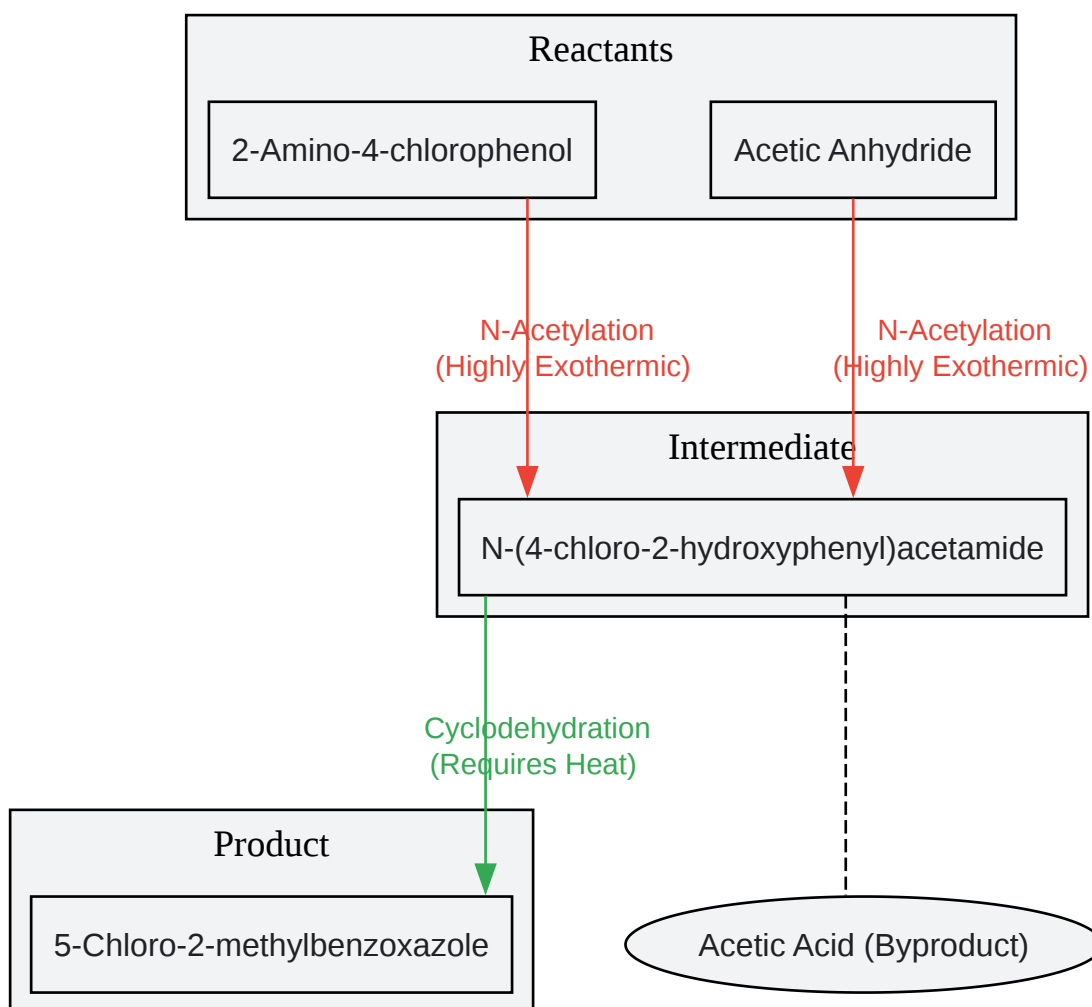 Reactants
2-Amino-4-chlorophenol
Acetic Anhydride
N-Acetylation
(Highly Exothermic)
N-Acetylation
(Highly Exothermic)
Intermediate
N-(4-chloro-2-hydroxyphenyl)acetamide
Cyclodehydration
(Requires Heat)
Product
5-Chloro-2-methylbenzoxazole
Acetic Acid (Byproduct)